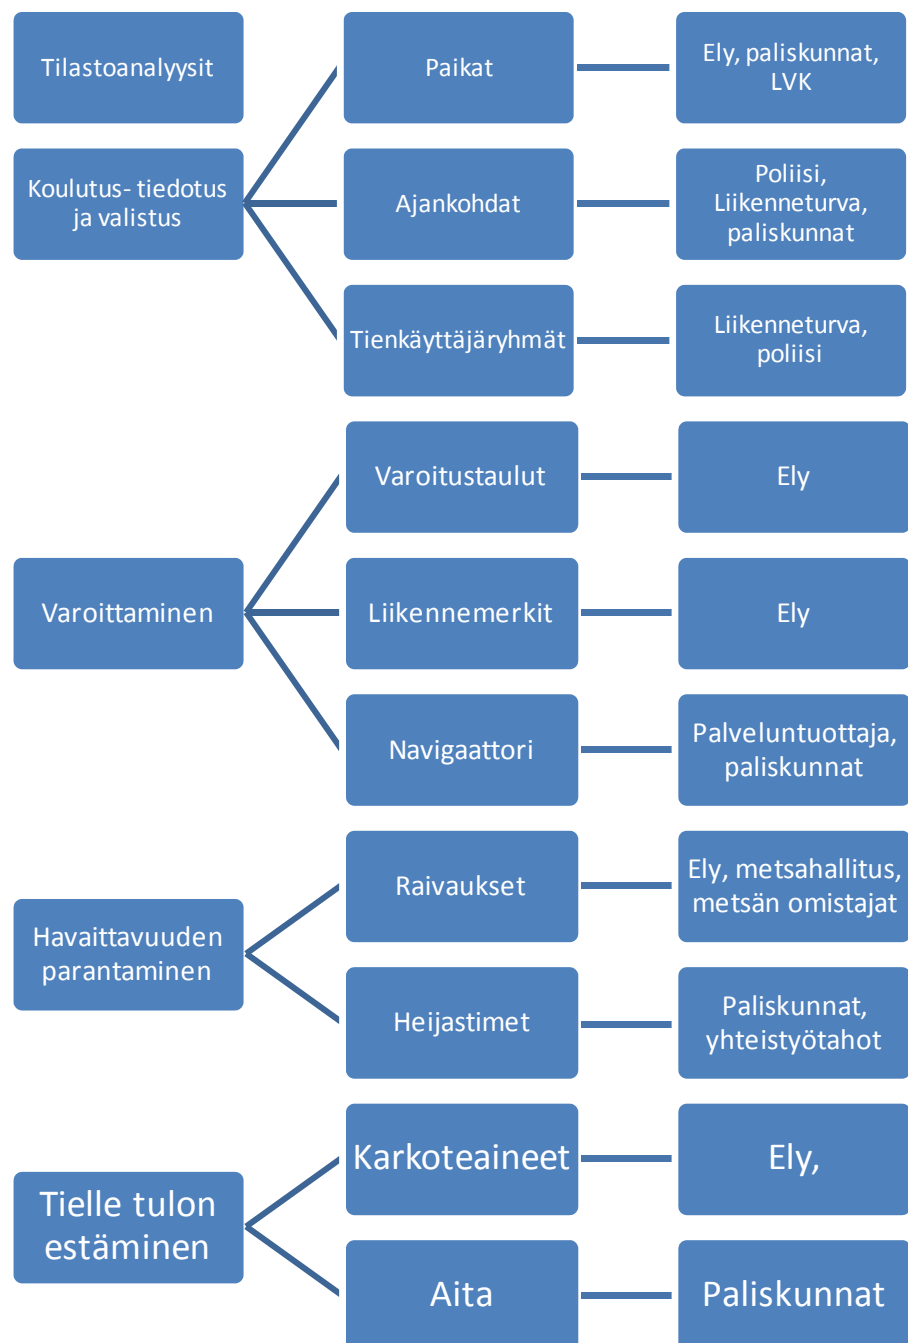 Tilastoanalyysit
Paikat
Ely, paliskunnat,
LVK
Koulutus- tiedotus
ja valistus
Ajankohdat
Poliisi,
Liikenneturva,
paliskunnat
Tienkäyttäjäryhmät
Liikenneturva,
poliisi
Varoitustaulut
Ely
Varoittaminen
Liikennemerkit
Ely
Navigaattori
Palveluntuottaja,
paliskunnat
Raivaukset
Ely, metsahallitus,
metsän omistajat
Havaittavuuden
parantaminen
Heijastimet
Paliskunnat,
yhteistyötahot
Karkoteaineet
Ely,
Tielle tulon
estäminen
Aita
Paliskunnat